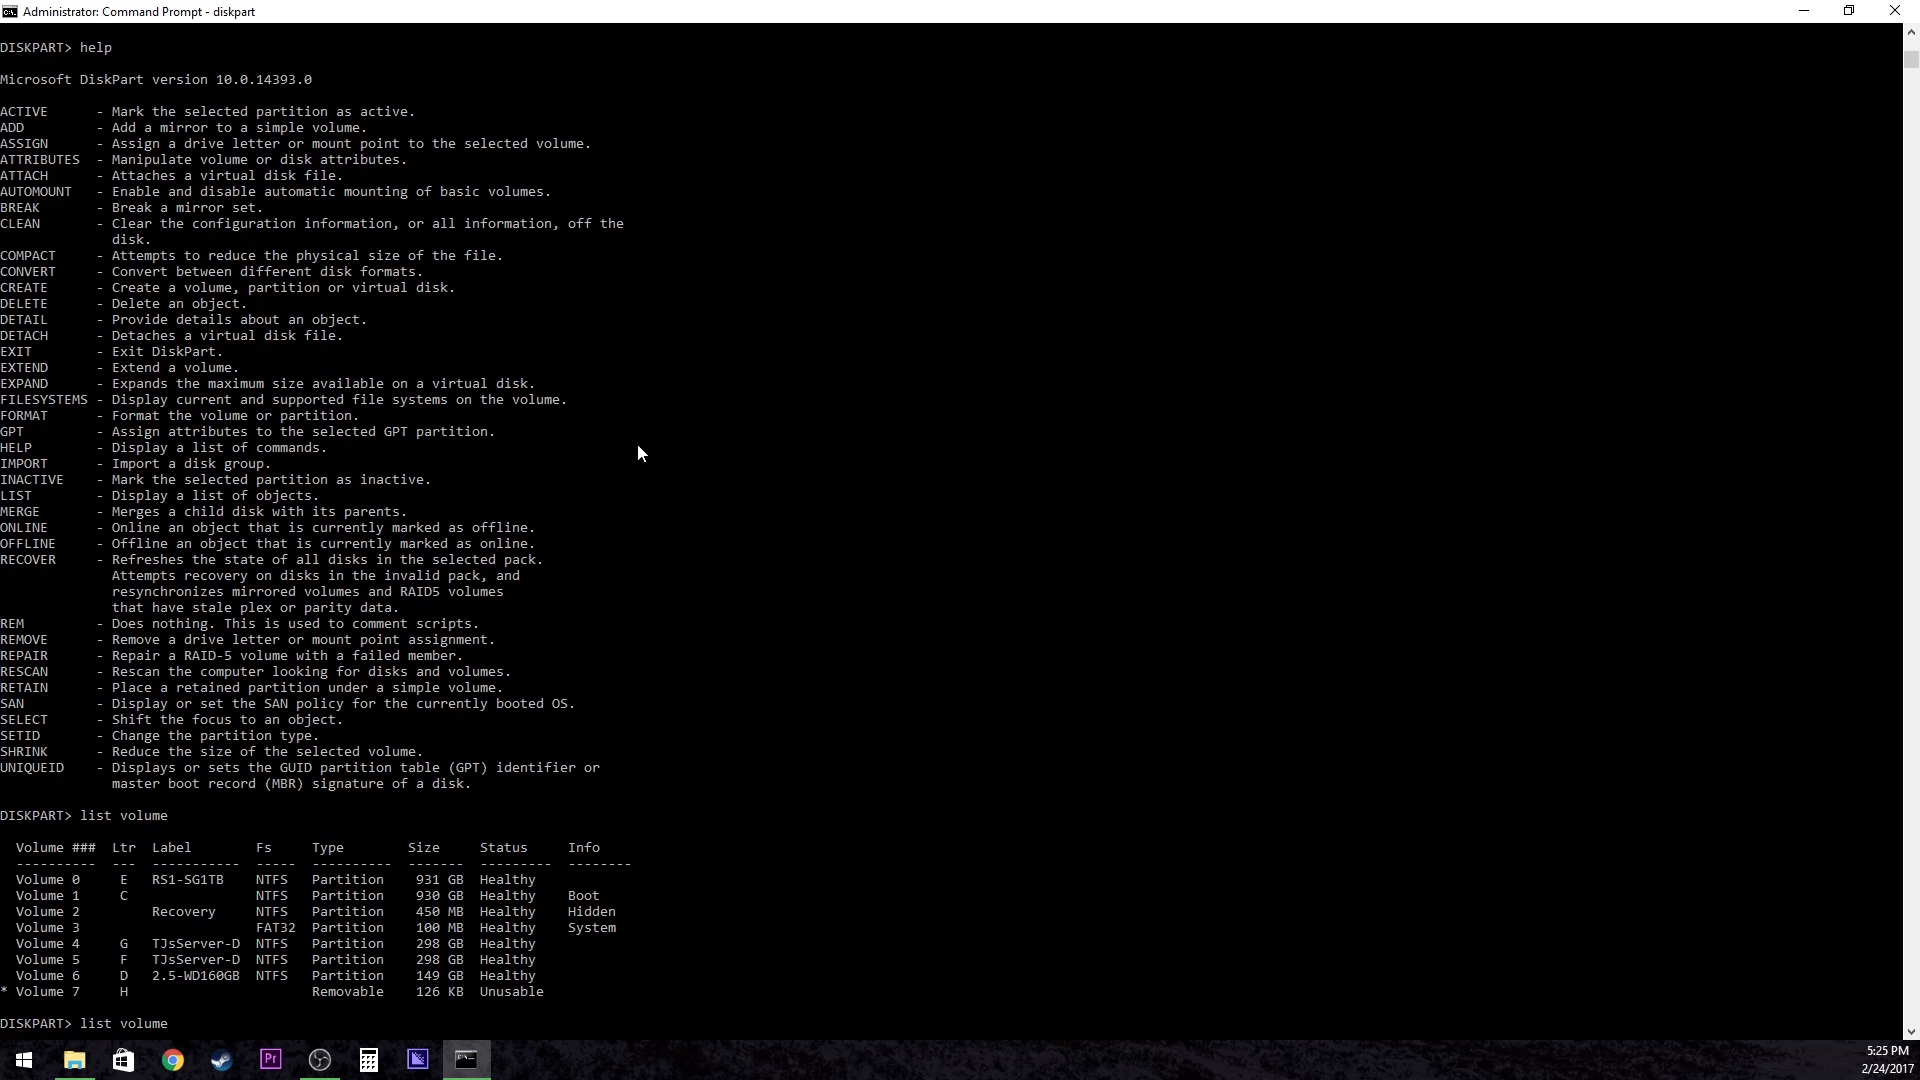 Administrator: Command Prompt - diskpart
DISKPART> help
Microsoft DiskPart version 10.0.14393.0
ACTIVE      - Mark the selected partition as active.
ADD         - Add a mirror to a simple volume.
ASSIGN      - Assign a drive letter or mount point to the selected volume.
ATTRIBUTES  - Manipulate volume or disk attributes.
ATTACH      - Attaches a virtual disk file.
AUTOMOUNT   - Enable and disable automatic mounting of basic volumes.
BREAK       - Break a mirror set.
CLEAN       - Clear the configuration information, or all information, off the
              disk.
COMPACT     - Attempts to reduce the physical size of the file.
CONVERT     - Convert between different disk formats.
CREATE      - Create a volume, partition or virtual disk.
DELETE      - Delete an object.
DETAIL      - Provide details about an object.
DETACH      - Detaches a virtual disk file.
EXIT        - Exit DiskPart.
EXTEND      - Extend a volume.
EXPAND      - Expands the maximum size available on a virtual disk.
FILESYSTEMS - Display current and supported file systems on the volume.
FORMAT      - Format the volume or partition.
GPT         - Assign attributes to the selected GPT partition.
HELP        - Display a list of commands.
IMPORT      - Import a disk group.
INACTIVE    - Mark the selected partition as inactive.
LIST        - Display a list of objects.
MERGE       - Merges a child disk with its parents.
ONLINE      - Online an object that is currently marked as offline.
OFFLINE     - Offline an object that is currently marked as online.
RECOVER     - Refreshes the state of all disks in the selected pack.
              Attempts recovery on disks in the invalid pack, and
              resynchronizes mirrored volumes and RAID5 volumes
              that have stale plex or parity data.
REM         - Does nothing. This is used to comment scripts.
REMOVE      - Remove a drive letter or mount point assignment.
REPAIR      - Repair a RAID-5 volume with a failed member.
RESCAN      - Rescan the computer looking for disks and volumes.
RETAIN      - Place a retained partition under a simple volume.
SAN         - Display or set the SAN policy for the currently booted OS.
SELECT      - Shift the focus to an object.
SETID       - Change the partition type.
SHRINK      - Reduce the size of the selected volume.
UNIQUEID    - Displays or sets the GUID partition table (GPT) identifier or
              master boot record (MBR) signature of a disk.
DISKPART> list volume
  Volume ###  Ltr  Label        Fs     Type        Size     Status     Info
  ----------  ---  -----------  -----  ----------  -------  ---------  --------
  Volume 0     E   RS1-SG1TB    NTFS   Partition    931 GB  Healthy
  Volume 1     C                NTFS   Partition    930 GB  Healthy    Boot
  Volume 2         Recovery     NTFS   Partition    450 MB  Healthy    Hidden
  Volume 3                      FAT32  Partition    100 MB  Healthy    System
  Volume 4     G   TJsServer-D  NTFS   Partition    298 GB  Healthy
  Volume 5     F   TJsServer-D  NTFS   Partition    298 GB  Healthy
  Volume 6     D   2.5-WD160GB  NTFS   Partition    149 GB  Healthy
* Volume 7     H                       Removable    126 KB  Unusable
DISKPART> list volume
Pr
5:25 PM
2/24/2017